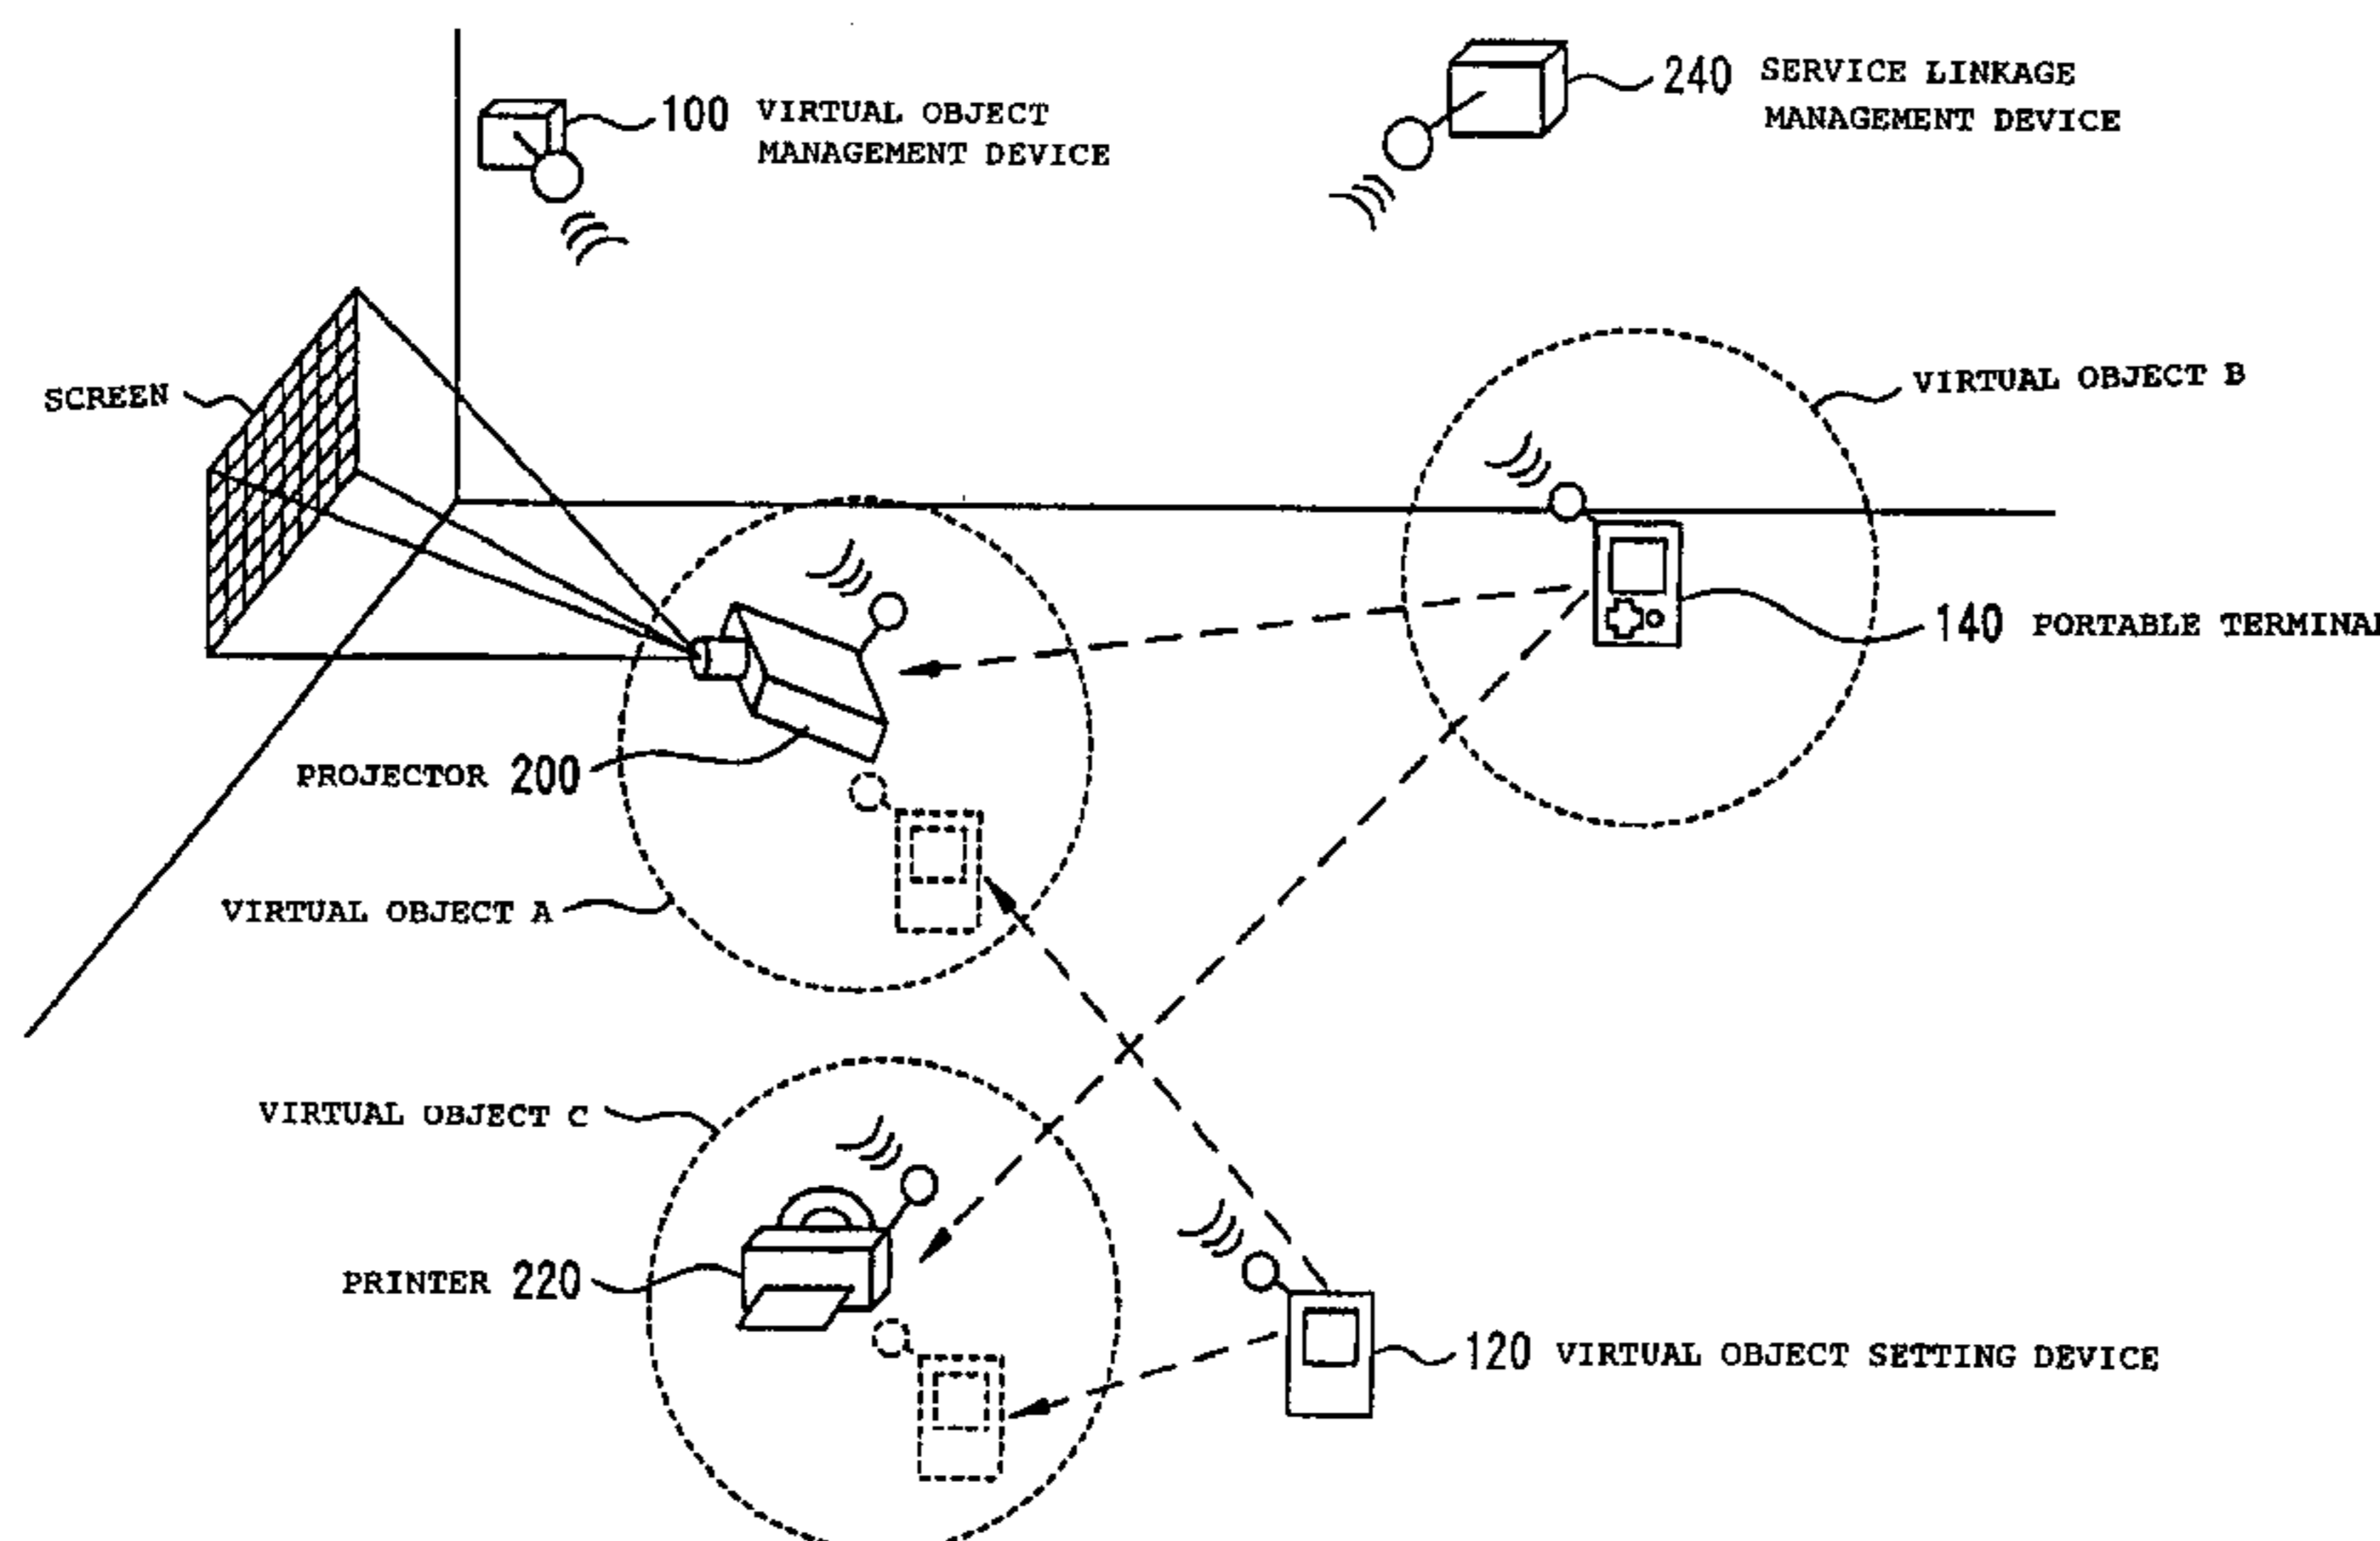 100 VIRTUAL OBJECT
MANAGEMENT DEVICE
240 SERVICE LINKAGE
MANAGEMENT DEVICE
SCREEN
VIRTUAL OBJECT B
140 PORTABLE TERMINAL
PROJECTOR 200
VIRTUAL OBJECT A
VIRTUAL OBJECT C
PRINTER 220
120 VIRTUAL OBJECT SETTING DEVICE